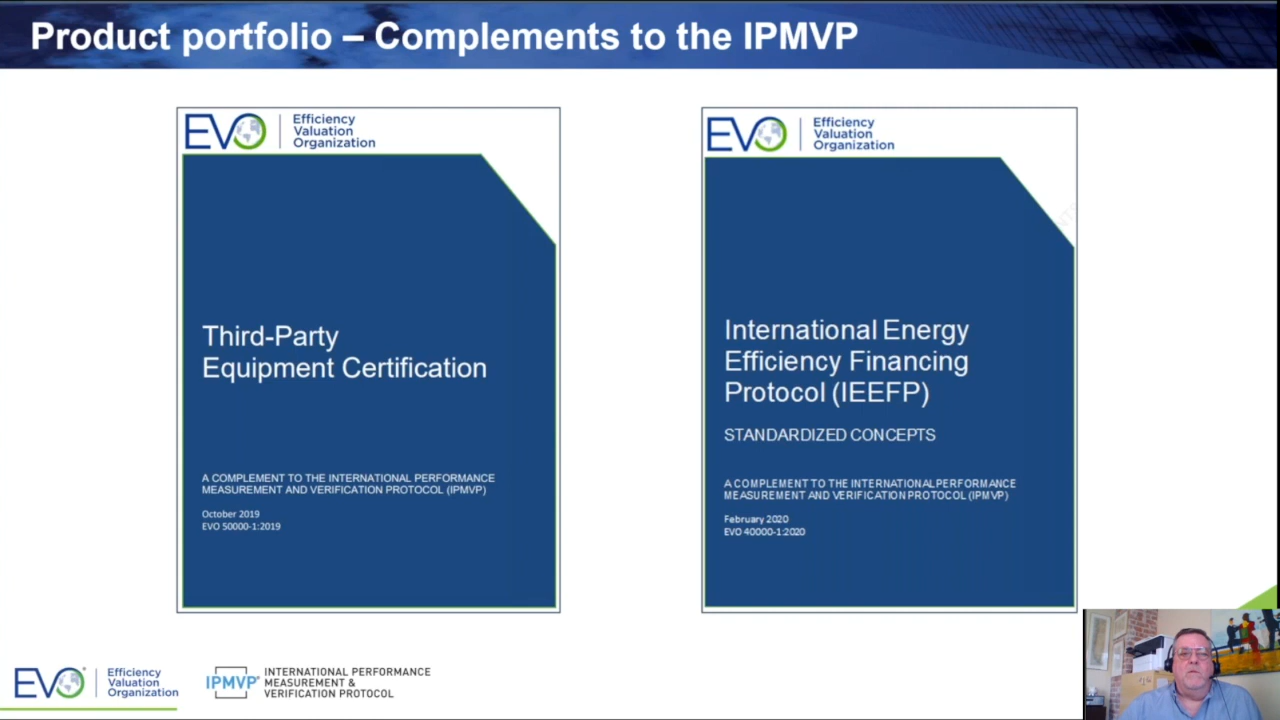 Product portfolio – Complements to the IPMVP
EVO
Efficiency
Valuation
Organization
Third-Party
Equipment Certification
A COMPLEMENT TO THE INTERNATIONAL PERFORMANCE
MEASUREMENT AND VERIFICATION PROTOCOL (IPMVP)
October 2019
EVO 50000-1:2019
EVO
Efficiency
Valuation
Organization
International Energy
Efficiency Financing
Protocol (IEEFP)
STANDARDIZED CONCEPTS
A COMPLEMENT TO THE INTERNATIONAL PERFORMANCE
MEASUREMENT AND VERIFICATION PROTOCOL (IPMVP)
February 2020
EVO 40000-1:2020
EVO®
Efficiency
Valuation
Organization
IPMVP®
INTERNATIONAL PERFORMANCE
MEASUREMENT &
VERIFICATION PROTOCOL